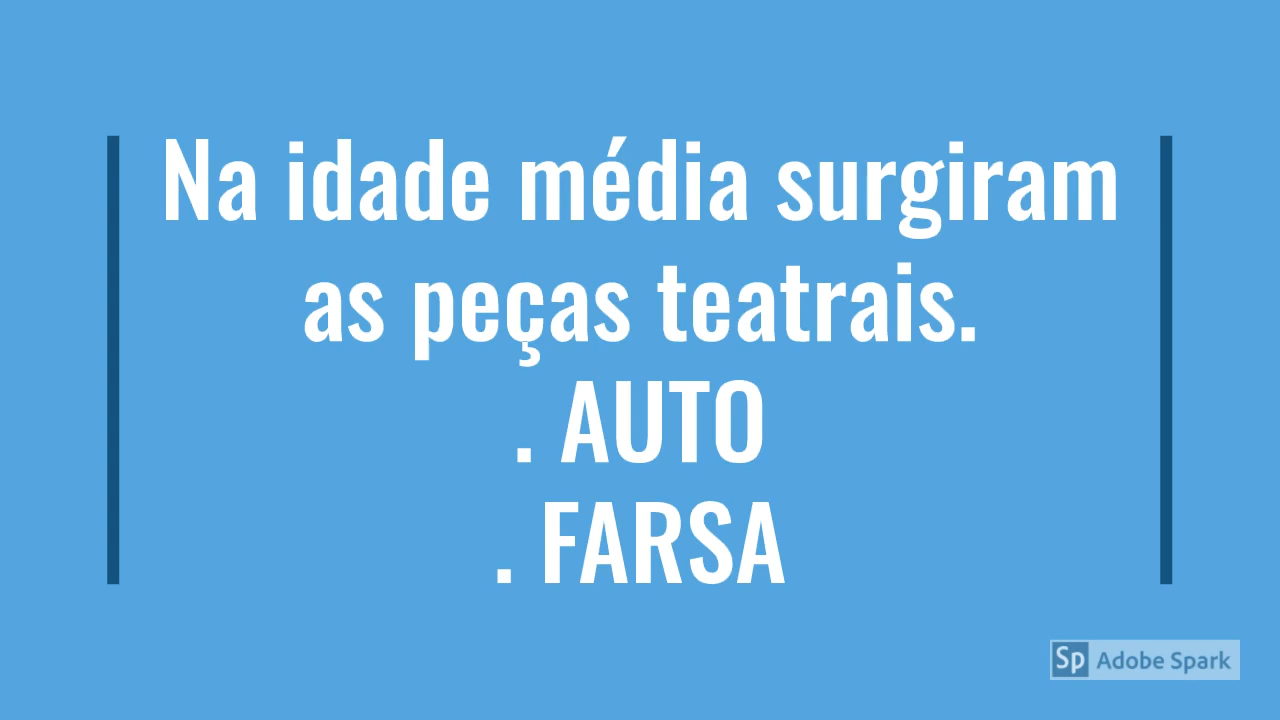 Na idade média surgiram
as peças teatrais.
. AUTO
. FARSA
Sp Adobe Spark